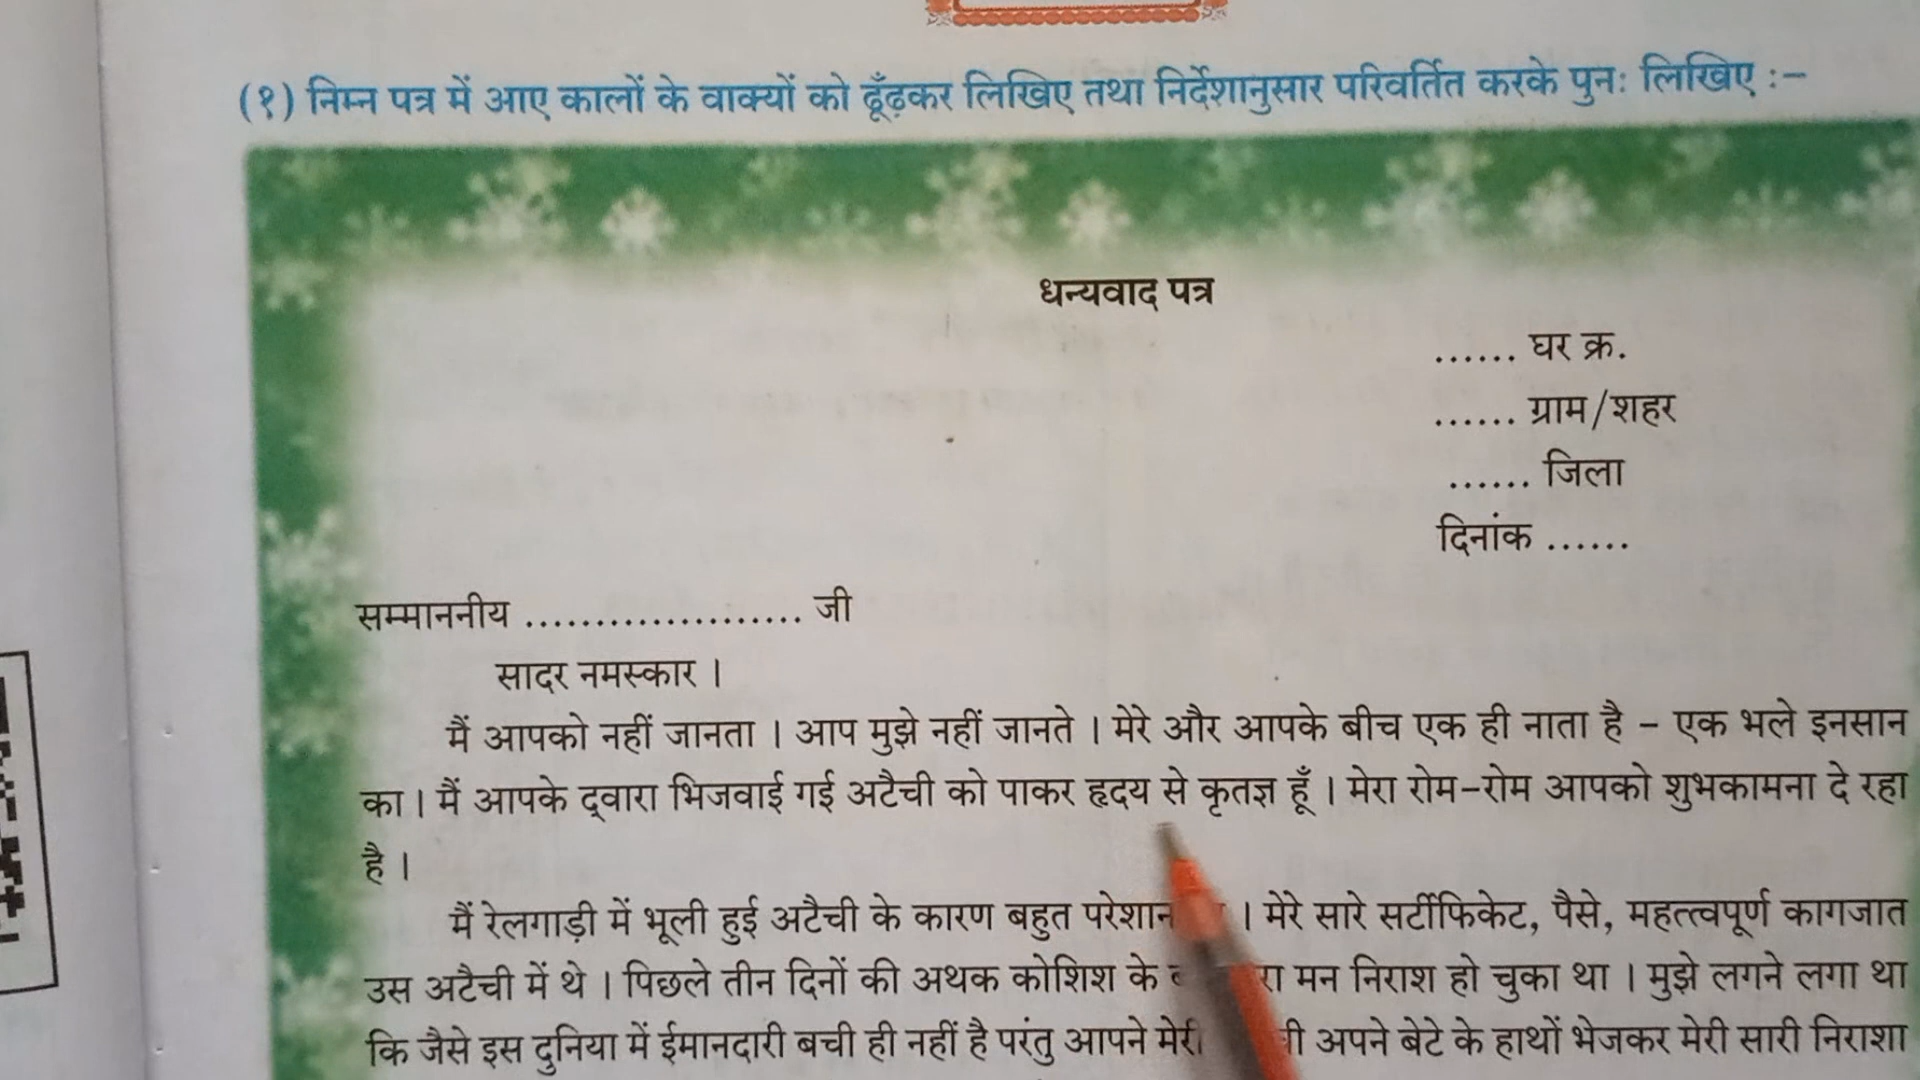 (१) निम्न पत्र में आए कालों के वाक्यों को ढूँढ़कर लिखिए तथा निर्देशानुसार परिवर्तित करके पुनः लिखिए :-
धन्यवाद पत्र
...... घर क्र.
...... ग्राम/शहर
...... जिला
दिनांक ......
सम्माननीय .................... जी
सादर नमस्कार ।
मैं आपको नहीं जानता । आप मुझे नहीं जानते । मेरे और आपके बीच एक ही नाता है - एक भले इनसान
का । मैं आपके द्वारा भिजवाई गई अटैची को पाकर हृदय से कृतज्ञ हूँ । मेरा रोम-रोम आपको शुभकामना दे रहा
है ।
मैं रेलगाड़ी में भूली हुई अटैची के कारण बहुत परेशान । मेरे सारे सर्टीफिकेट, पैसे, महत्त्वपूर्ण कागजात
उस अटैची में थे । पिछले तीन दिनों की अथक कोशिश के मन निराश हो चुका था । मुझे लगने लगा था
कि जैसे इस दुनिया में ईमानदारी बची ही नहीं है परंतु आपने मेरी अपने बेटे के हाथों भेजकर मेरी सारी निराशा